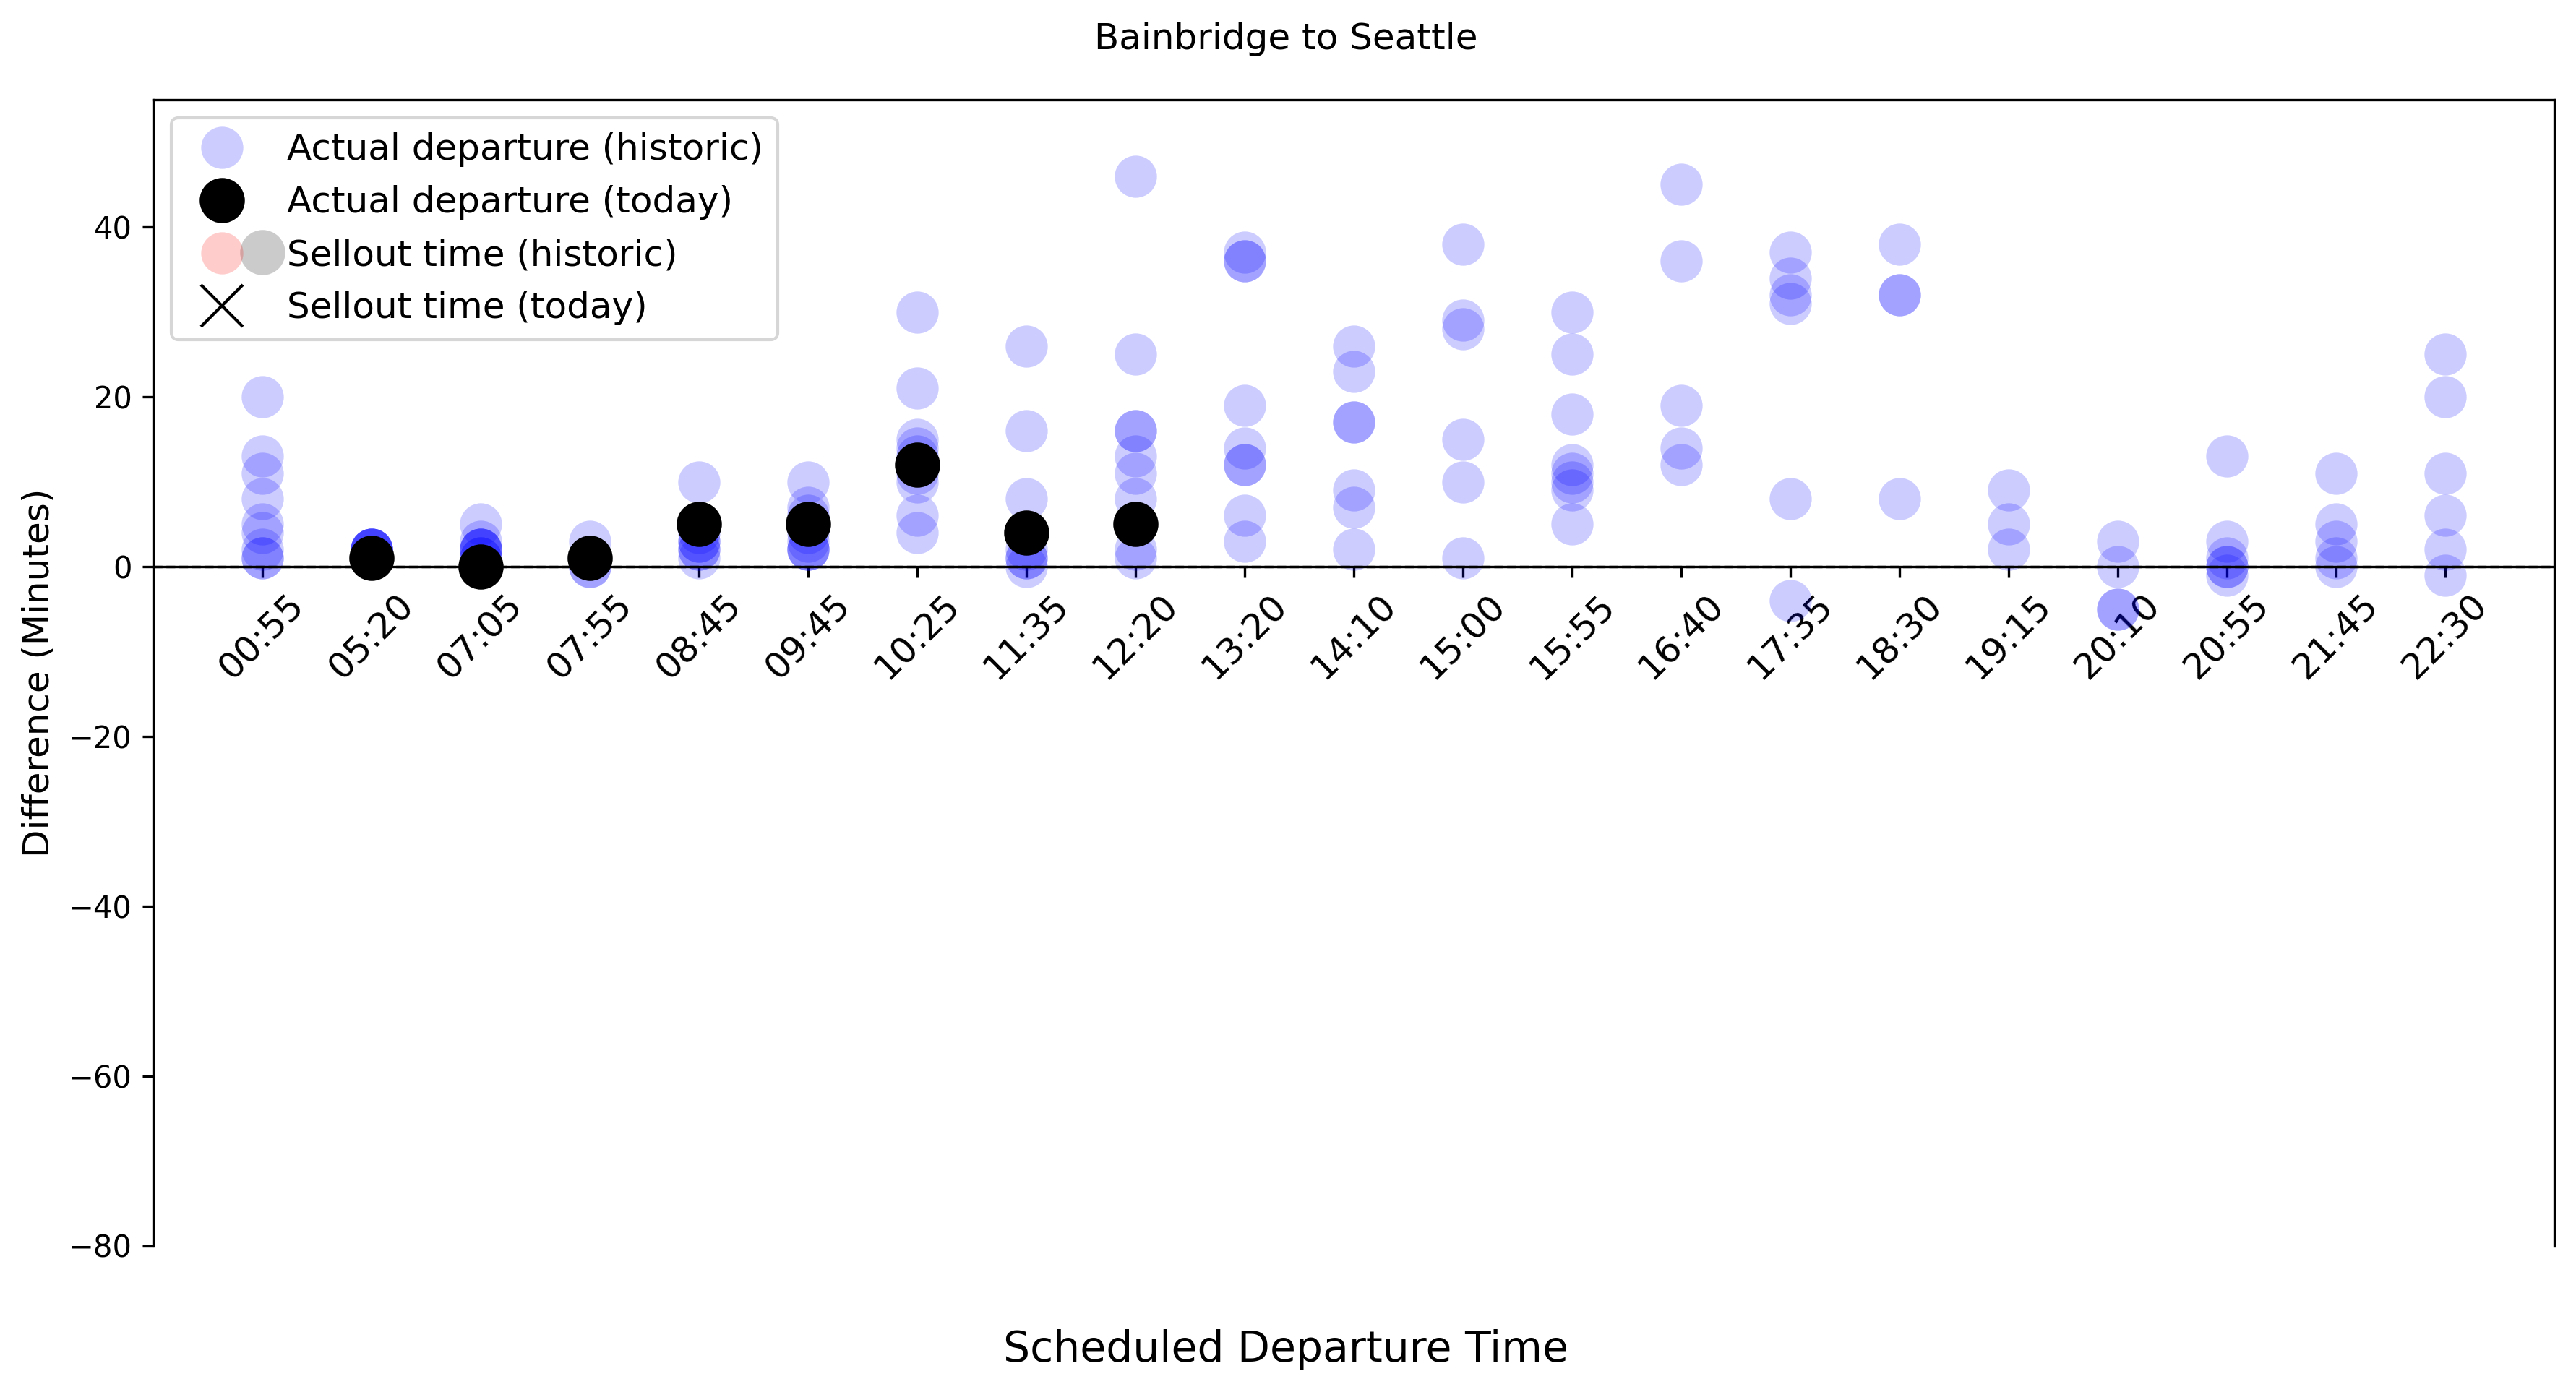 Bainbridge to Seattle
Actual departure (historic)
Actual departure (today)
Sellout time (historic)
Sellout time (today)
Difference (Minutes)
40
20
0
−20
−40
−60
−80
00:55 05:20 07:05 07:55 08:45 09:45 10:25 11:35 12:20 13:20 14:10 15:00 15:55 16:40 17:35 18:30 19:15 20:10 20:55 21:45 22:30
Scheduled Departure Time